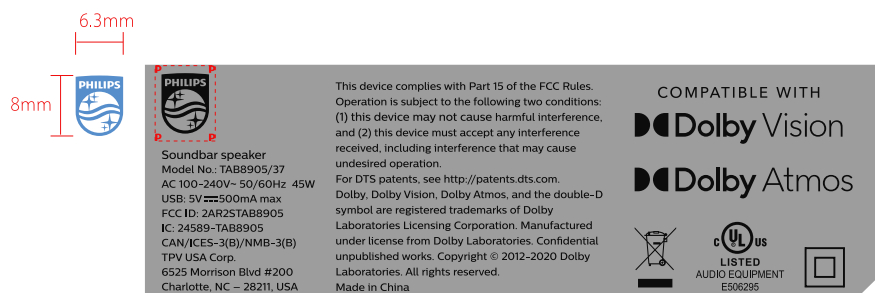 6.3mm
8mm
PHILIPS
P P
PHILIPS
P P
Soundbar speaker
Model No.: TAB8905/37
AC 100-240V~ 50/60Hz 45W
USB: 5V⎓500mA max
FCC ID: 2AR2STAB8905
IC: 24589-TAB8905
CAN/ICES-3(B)/NMB-3(B)
TPV USA Corp.
6525 Morrison Blvd #200
Charlotte, NC – 28211, USA
This device complies with Part 15 of the FCC Rules.
Operation is subject to the following two conditions:
(1) this device may not cause harmful interference,
and (2) this device must accept any interference
received, including interference that may cause
undesired operation.
For DTS patents, see http://patents.dts.com.
Dolby, Dolby Vision, Dolby Atmos, and the double-D
symbol are registered trademarks of Dolby
Laboratories Licensing Corporation. Manufactured
under license from Dolby Laboratories. Confidential
unpublished works. Copyright © 2012-2020 Dolby
Laboratories. All rights reserved.
Made in China
COMPATIBLE WITH
Dolby Vision
Dolby Atmos
c UL US
LISTED
AUDIO EQUIPMENT
E506295